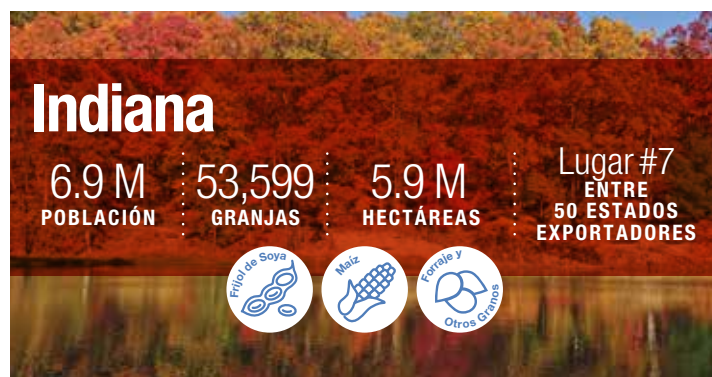 Indiana
6.9 M
POBLACIÓN
53,599
GRANJAS
5.9 M
HECTÁREAS
Lugar #7
ENTRE
50 ESTADOS
EXPORTADORES
Frijol de Soya
Maíz
Forraje y
Otros Granos